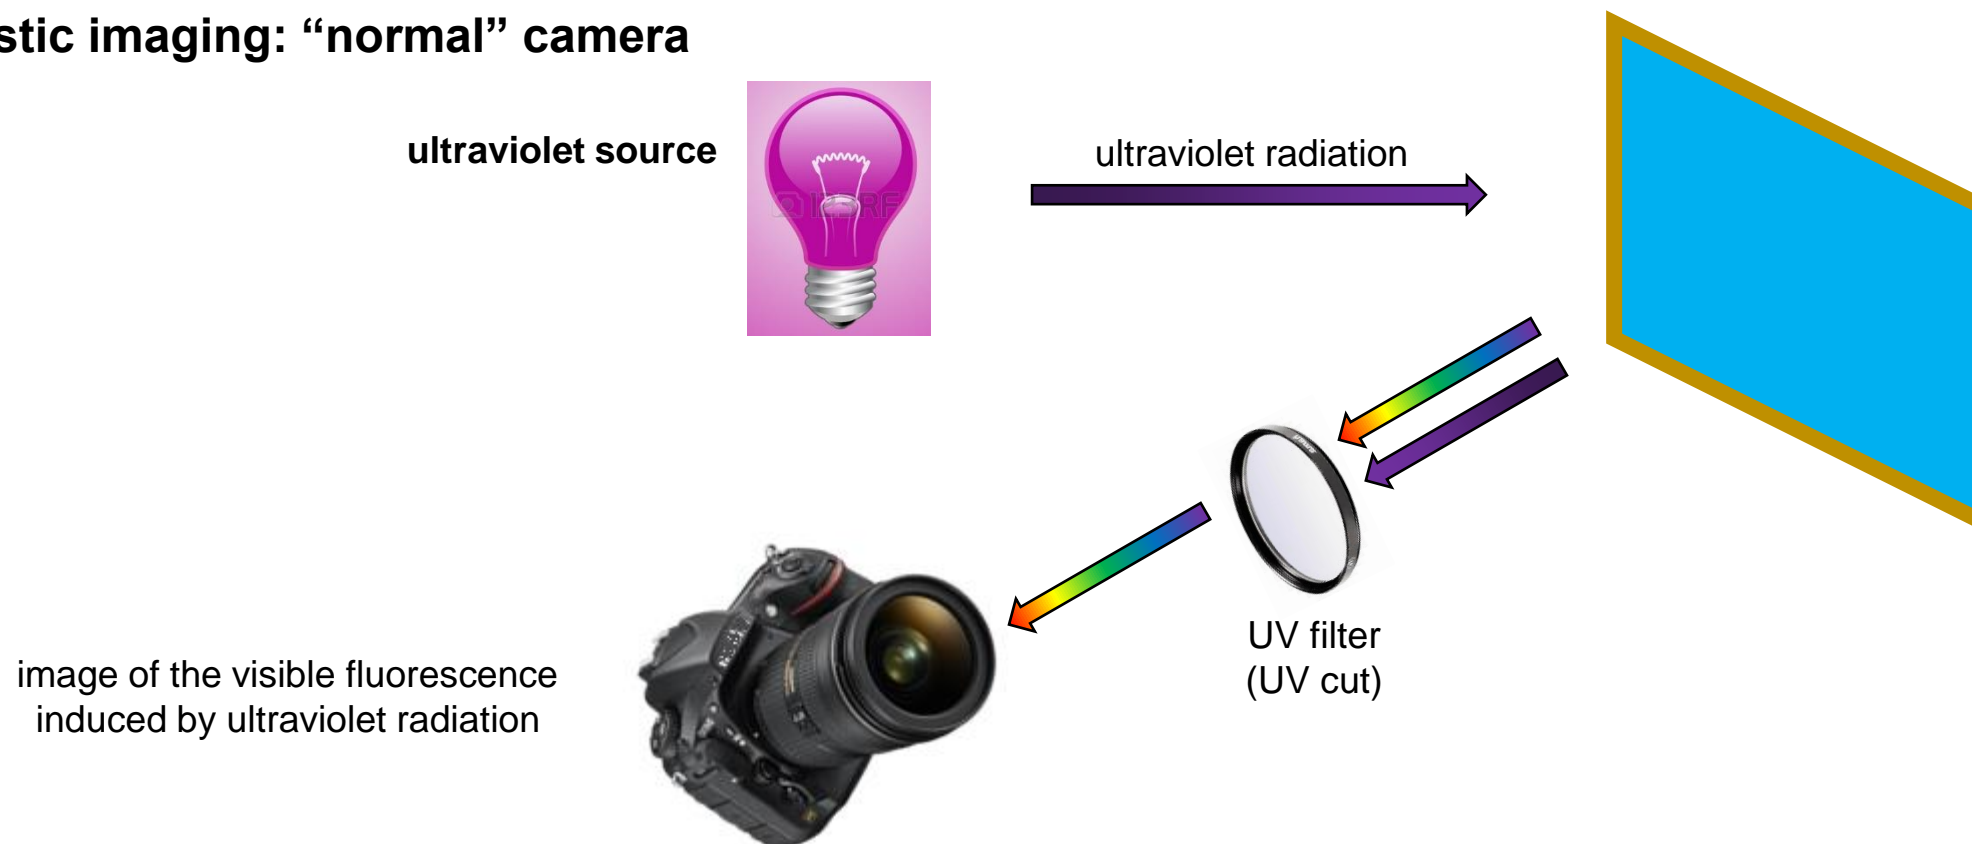 stic imaging: “normal” camera
ultraviolet source
ultraviolet radiation
123RF
UV filter
(UV cut)
image of the visible fluorescence
induced by ultraviolet radiation